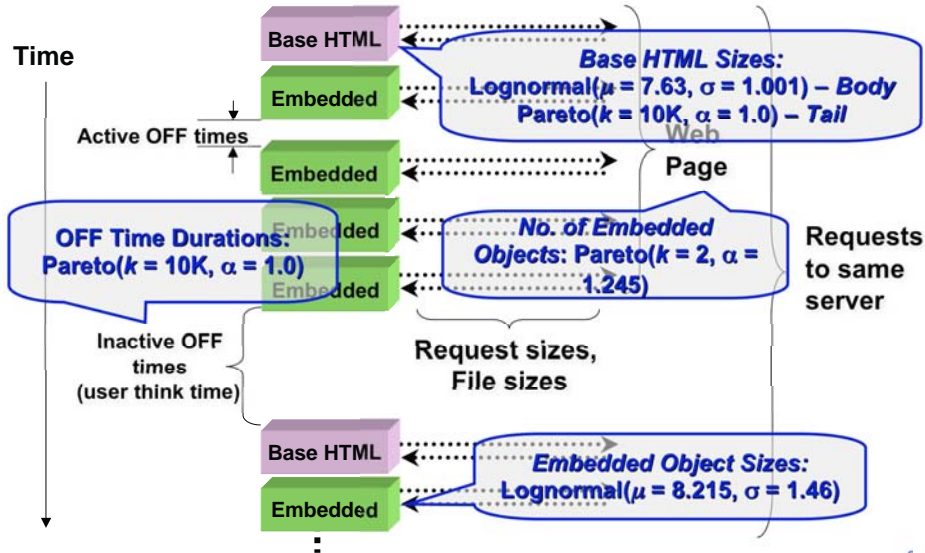 Base HTML
Time
Base HTML Sizes:
Lognormal(μ = 7.63, σ = 1.001) – Body
Pareto(k = 10K, α = 1.0) – Tail
Embedded
Active OFF times
Web
Page
Embedded
No. of Embedded
Objects: Pareto(k = 2, α =
1.245)
Embedded
OFF Time Durations:
Pareto(k = 10K, α = 1.0)
Requests
to same
server
Embedded
Inactive OFF
times
(user think time)
Request sizes,
File sizes
Base HTML
Embedded Object Sizes:
Lognormal(μ = 8.215, σ = 1.46)
Embedded